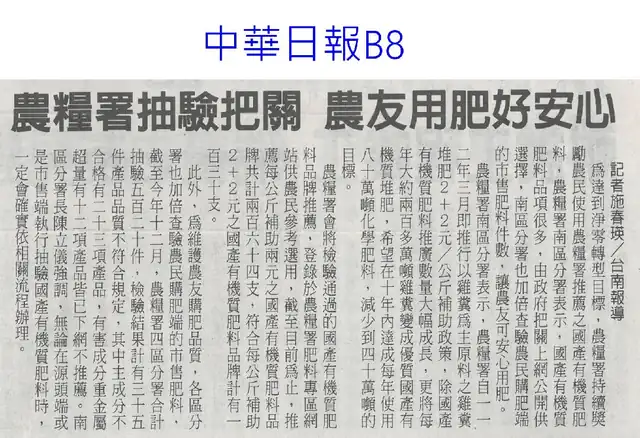 中華日報B8
農糧署抽驗把關 農友用肥好安心
記者施春瑛╱台南報導
為達到淨零轉型目標，農糧署持續獎
勵農民使用農糧署推薦之國產有機質肥
料，農糧署南區分署表示，國產有機質
肥料品項很多，由政府把關上網公開供
選擇，南區分署也加倍查驗農民購肥端
的市售肥料件數，讓農友可安心用肥。
農糧署南區分署表示，農糧署自一一
二年三月即推行以雞糞為主原料之雞糞
堆肥2+2元／公斤補助政策，除國產
有機質肥料推廣數量大幅成長，更將每
年大約兩百多萬噸雞糞變成優質國產有
機質堆肥，希望在十年內達成每年使用
八十萬噸化學肥料，減少到四十萬噸的
目標。
農糧署會將檢驗通過的國產有機質肥
料品牌推薦，登錄於農糧署肥料專區網
站供農民參考選用，截至目前為止，推
薦每公斤補助兩元之國產有機質肥料品
牌共計兩百六十四支，符合每公斤補助
2+2元之國產有機質肥料品牌計有一
百三十支。
此外，為維護農友購肥品質，各區分
署也加倍查驗農民購肥端的市售肥料，
截至今年十二月，農糧署四區分署合計
抽驗五百二十件，檢驗結果計有三十五
件產品品質不符合規定，其中主成分不
合格有二十三項產品，有害成分重金屬
超量有十二項產品皆已下網不推薦。南
區分署長陳立儀強調，無論在源頭端或
是市售端執行抽驗國產有機質肥料時，
一定會確實依相關流程辦理。